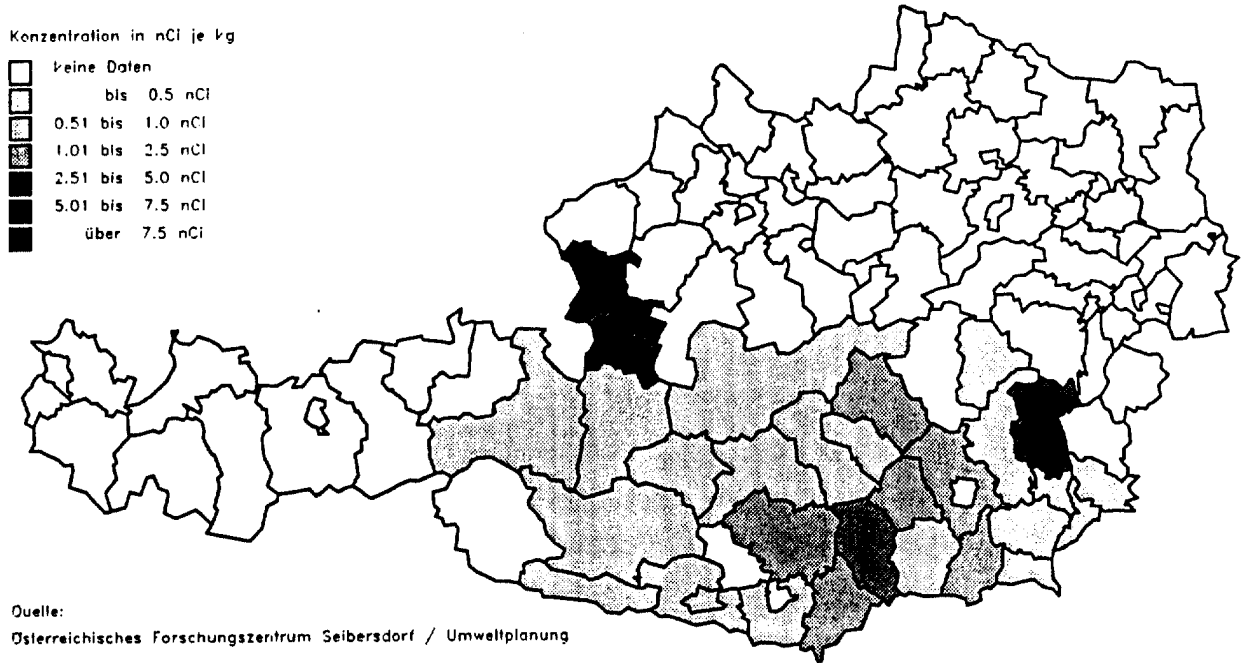 Konzentration in nCi je kg
keine Daten
bis 0.5 nCi
0.51 bis 1.0 nCi
1.01 bis 2.5 nCi
2.51 bis 5.0 nCi
5.01 bis 7.5 nCi
über 7.5 nCi
Quelle:
Österreichisches Forschungszentrum Seibersdorf / Umweltplanung